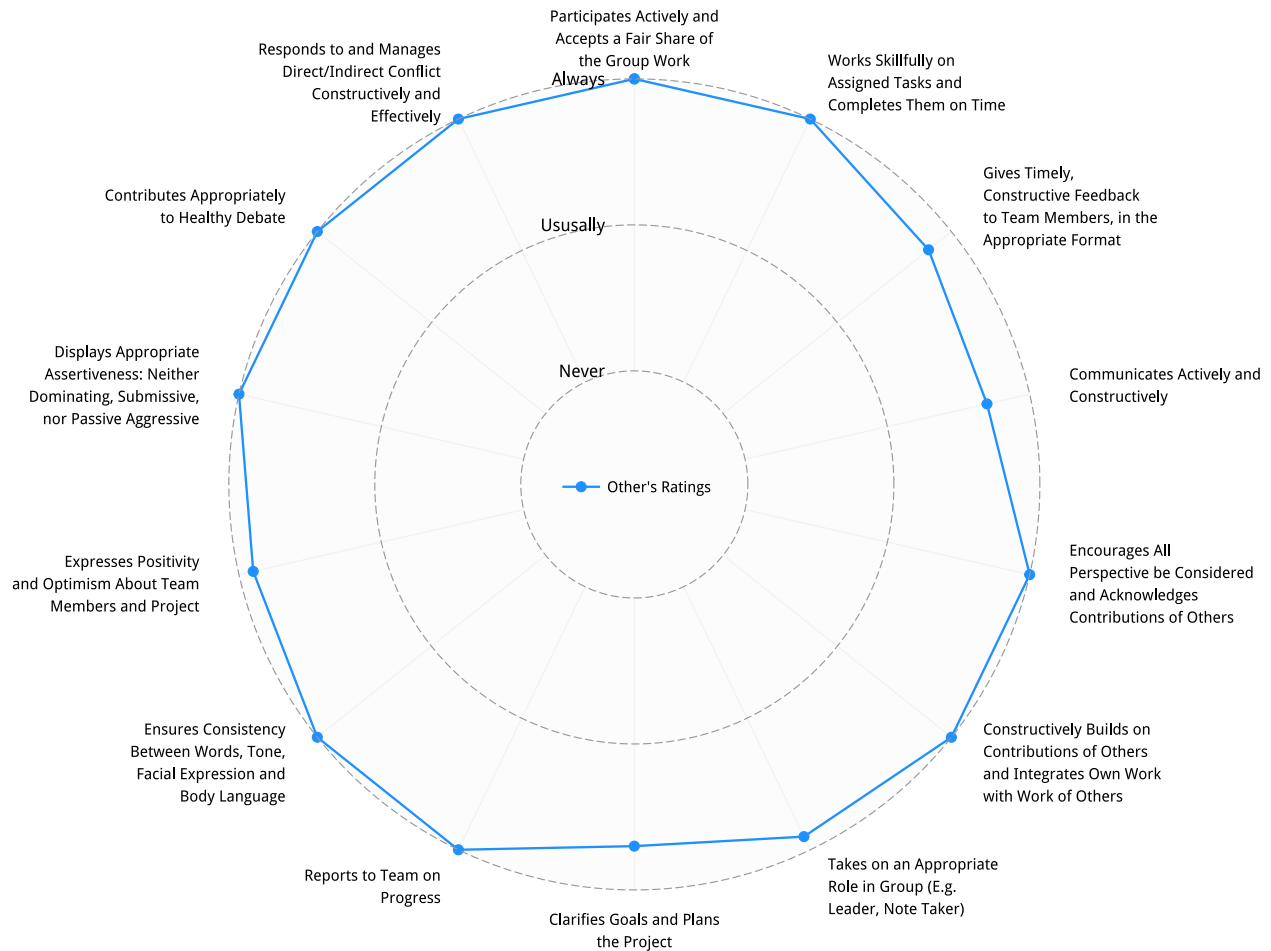 Participates Actively and
Accepts a Fair Share of
the Group Work
Works Skillfully on
Assigned Tasks and
Completes Them on Time
Gives Timely,
Constructive Feedback
to Team Members, in the
Appropriate Format
Communicates Actively and
Constructively
Encourages All
Perspective be Considered
and Acknowledges
Contributions of Others
Constructively Builds on
Contributions of Others
and Integrates Own Work
with Work of Others
Takes on an Appropriate
Role in Group (E.g.
Leader, Note Taker)
Clarifies Goals and Plans
the Project
Reports to Team on
Progress
Ensures Consistency
Between Words, Tone,
Facial Expression and
Body Language
Expresses Positivity
and Optimism About Team
Members and Project
Displays Appropriate
Assertiveness: Neither
Dominating, Submissive,
nor Passive Aggressive
Contributes Appropriately
to Healthy Debate
Responds to and Manages
Direct/Indirect Conflict
Constructively and
Effectively
Always
Ususally
Never
Other's Ratings